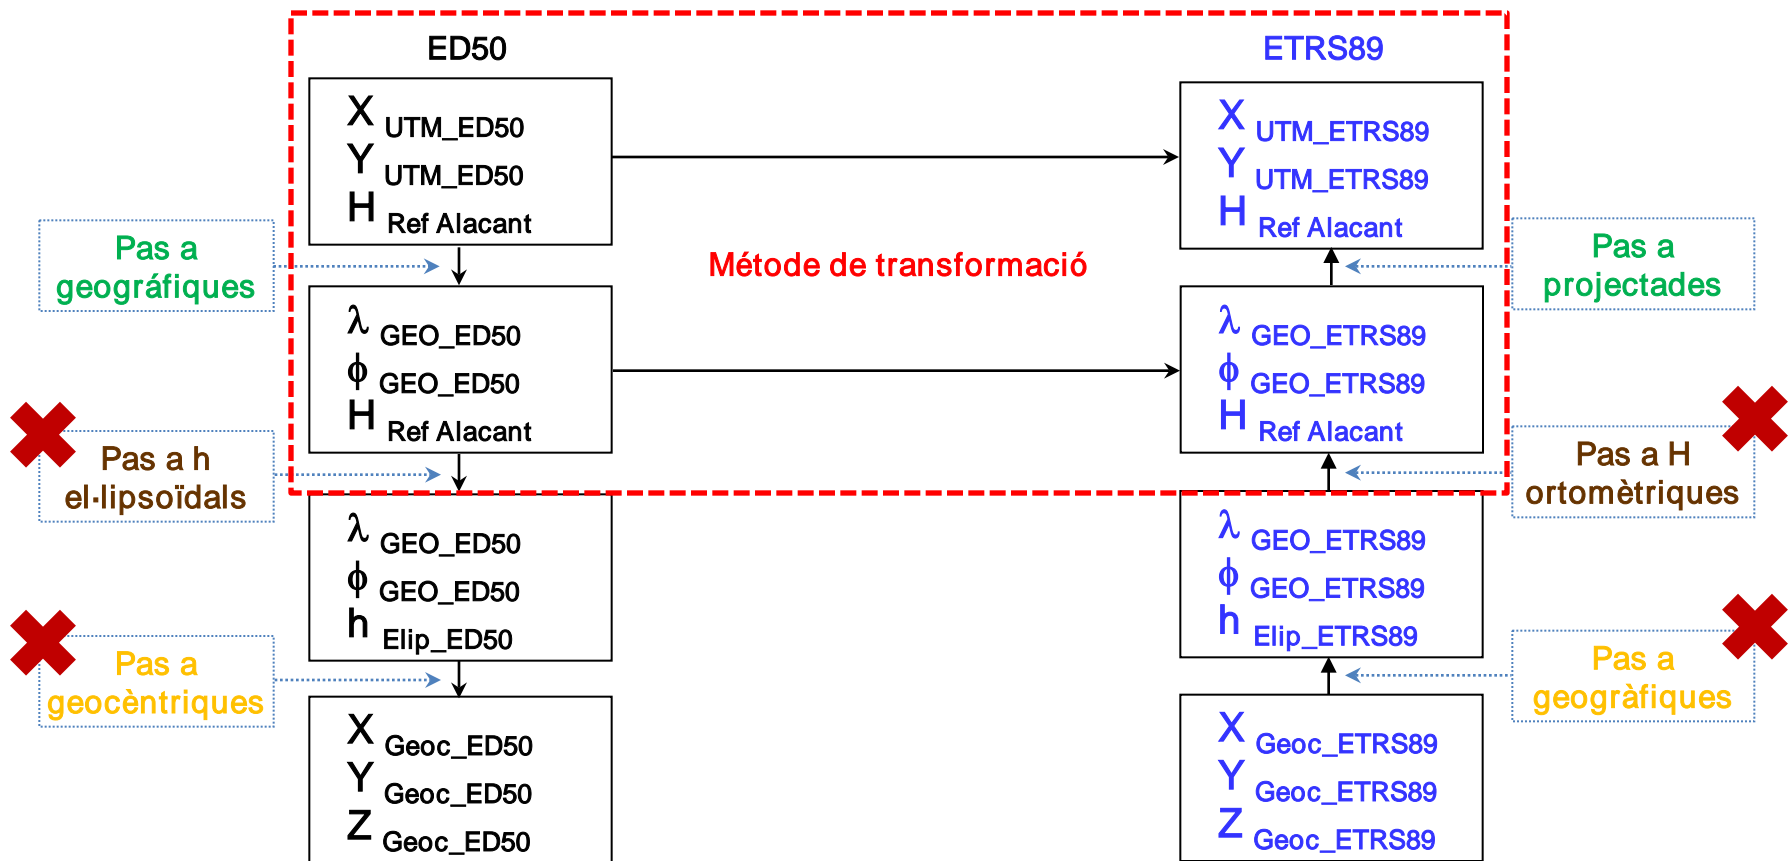 ED50
ETRS89
X UTM_ED50
Y UTM_ED50
H Ref Alacant
X UTM_ETRS89
Y UTM_ETRS89
H Ref Alacant
Pas a
geográfiques
Métode de transformació
Pas a
projectades
λ GEO_ED50
ϕ GEO_ED50
H Ref Alacant
λ GEO_ETRS89
ϕ GEO_ETRS89
H Ref Alacant
Pas a h
el·lipsoïdals
Pas a H
ortomètriques
λ GEO_ED50
ϕ GEO_ED50
h Elip_ED50
λ GEO_ETRS89
ϕ GEO_ETRS89
h Elip_ETRS89
Pas a
geocèntriques
Pas a
geogràfiques
X Geoc_ED50
Y Geoc_ED50
Z Geoc_ED50
X Geoc_ETRS89
Y Geoc_ETRS89
Z Geoc_ETRS89